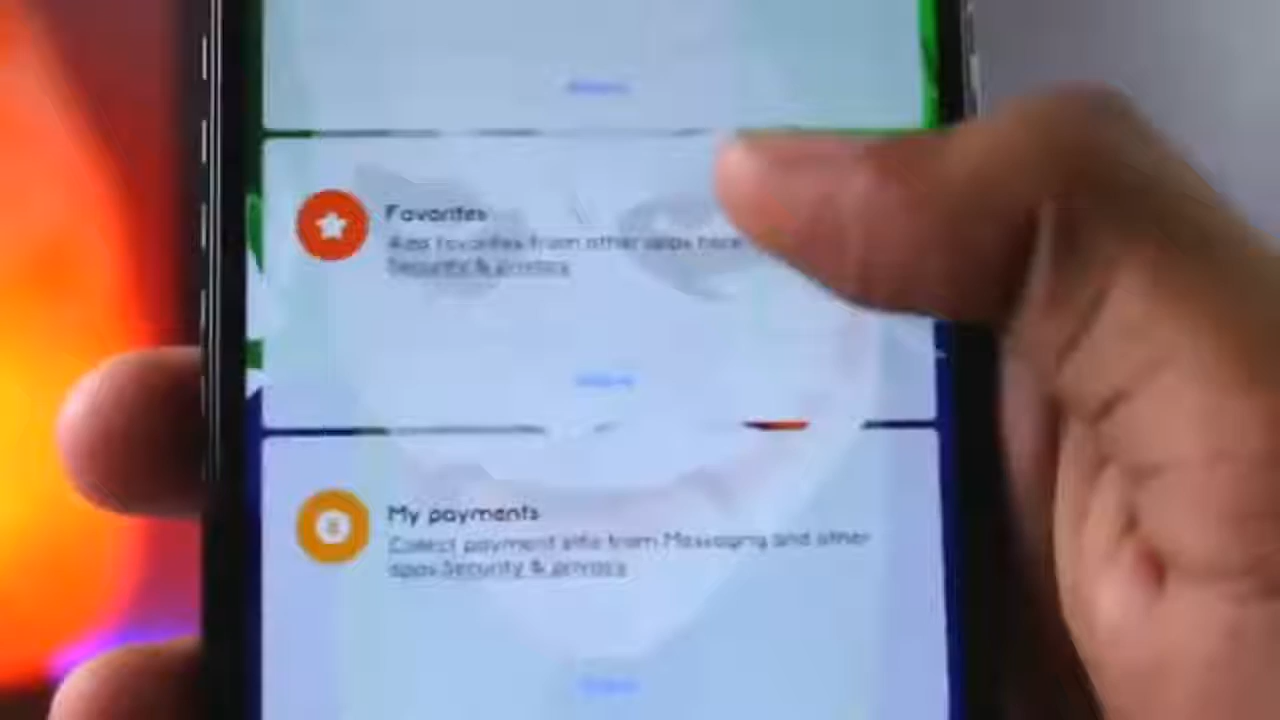 Favorites
Add favorites from other apps here
Security & privacy
My payments
Collect payment info from Messaging and other
apps Security & privacy